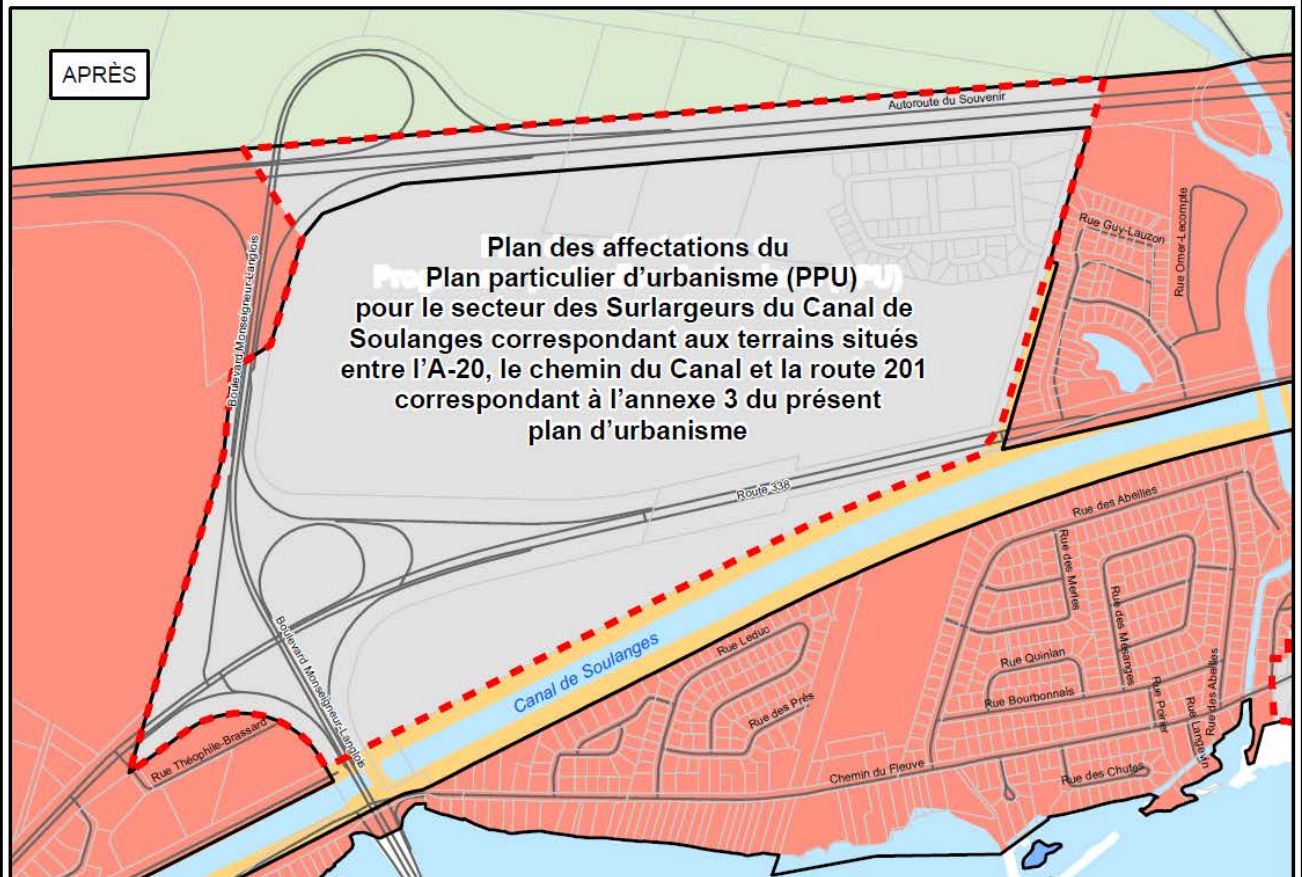 APRÈS
Autoroute du Souvenir
Rue Guy-Lauzon
Rue Omer-Lecompte
Boulevard Monseigneur-Langlois
Plan des affectations du
Plan particulier d'urbanisme (PPU)
pour le secteur des Surlargeurs du Canal de
Soulanges correspondant aux terrains situés
entre l'A-20, le chemin du Canal et la route 201
correspondant à l'annexe 3 du présent
plan d'urbanisme
Route 338
Rue des Abeilles
Rue des Merles
Rue des Mésanges
Rue Leduc
Canal de Soulanges
Rue Quinlan
Rue Bourbonnais
Rue Poirier
Rue des Abeilles
Rue Langevin
Rue des Prés
Boulevard Monseigneur-Langlois
Rue Théophile-Brassard
Chemin du Fleuve
Rue des Chutes